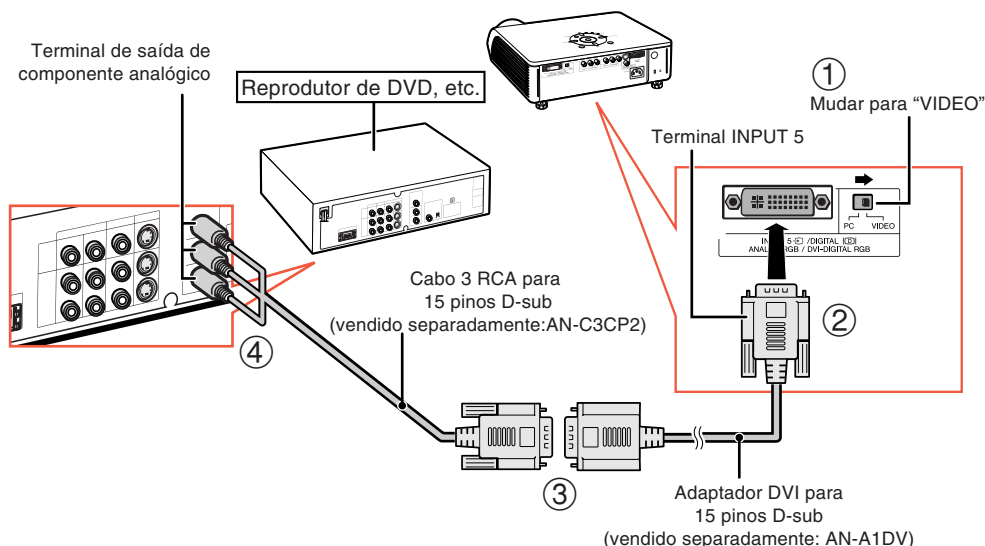 Terminal de saída de
componente analógico
Reprodutor de DVD, etc.
①
Mudar para “VIDEO”
Terminal INPUT 5
PC VIDEO
5 /DIGITAL
RGB / DVI-DIGITAL RGB
②
Cabo 3 RCA para
15 pinos D-sub
(vendido separadamente:AN-C3CP2)
④
③
Adaptador DVI para
15 pinos D-sub
(vendido separadamente: AN-A1DV)